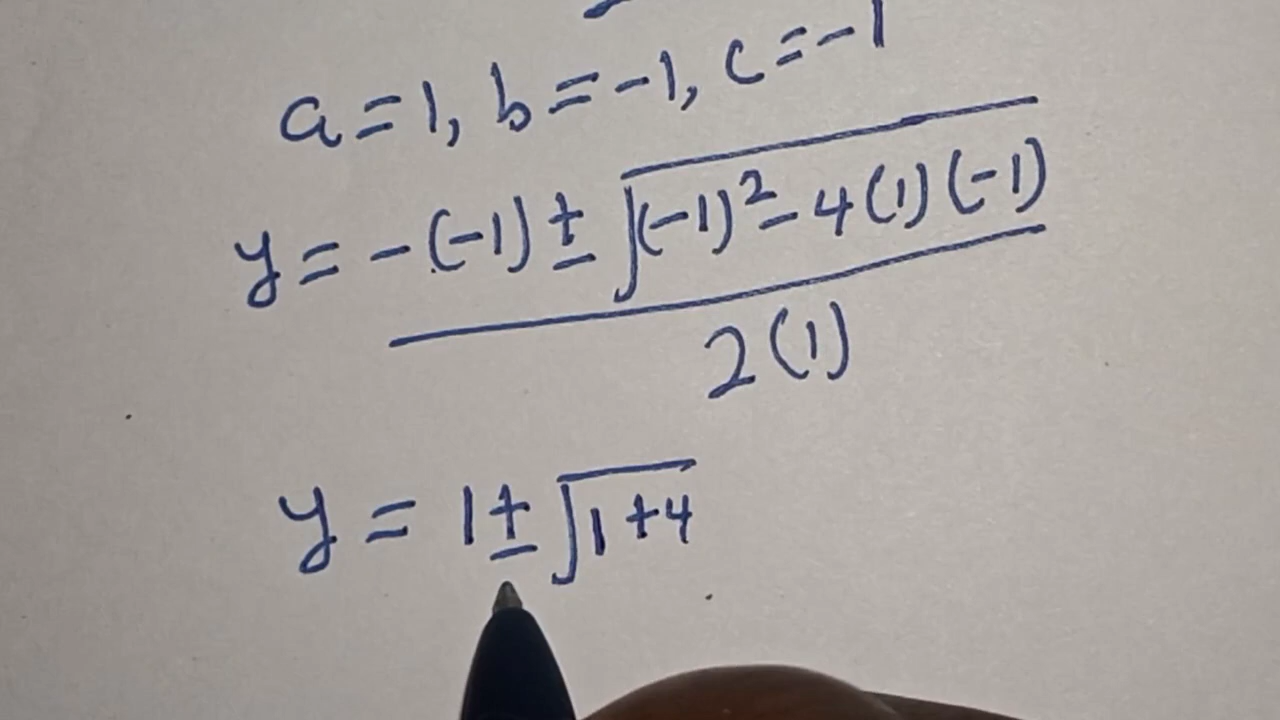 a = 1, b = -1, c = -1
y = -(-1) ± √(-1)² - 4(1)(-1)
2(1)
y = 1 ± √1+4